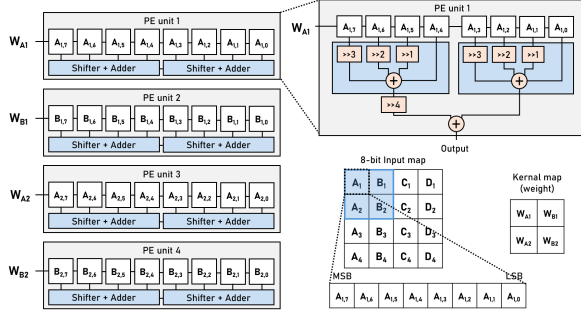 PE unit 1
W_A1
A_1,7 A_1,6 A_1,5 A_1,4 A_1,3 A_1,2 A_1,1 A_1,0
Shifter + Adder Shifter + Adder
PE unit 2
W_B1
B_1,7 B_1,6 B_1,5 B_1,4 B_1,3 B_1,2 B_1,1 B_1,0
Shifter + Adder Shifter + Adder
PE unit 3
W_A2
A_2,7 A_2,6 A_2,5 A_2,4 A_2,3 A_2,2 A_2,1 A_2,0
Shifter + Adder Shifter + Adder
PE unit 4
W_B2
B_2,7 B_2,6 B_2,5 B_2,4 B_2,3 B_2,2 B_2,1 B_2,0
Shifter + Adder Shifter + Adder
PE unit 1
W_A1
A_1,7 A_1,6 A_1,5 A_1,4 A_1,3 A_1,2 A_1,1 A_1,0
>>3 >>2 >>1 >>3 >>2 >>1
+ +
>>4
+
Output
8-bit Input map
A_1 B_1 C_1 D_1
A_2 B_2 C_2 D_2
A_3 B_3 C_3 D_3
A_4 B_4 C_4 D_4
Kernal map
(weight)
W_A1 W_B1
W_A2 W_B2
MSB LSB
A_1,7 A_1,6 A_1,5 A_1,4 A_1,3 A_1,2 A_1,1 A_1,0